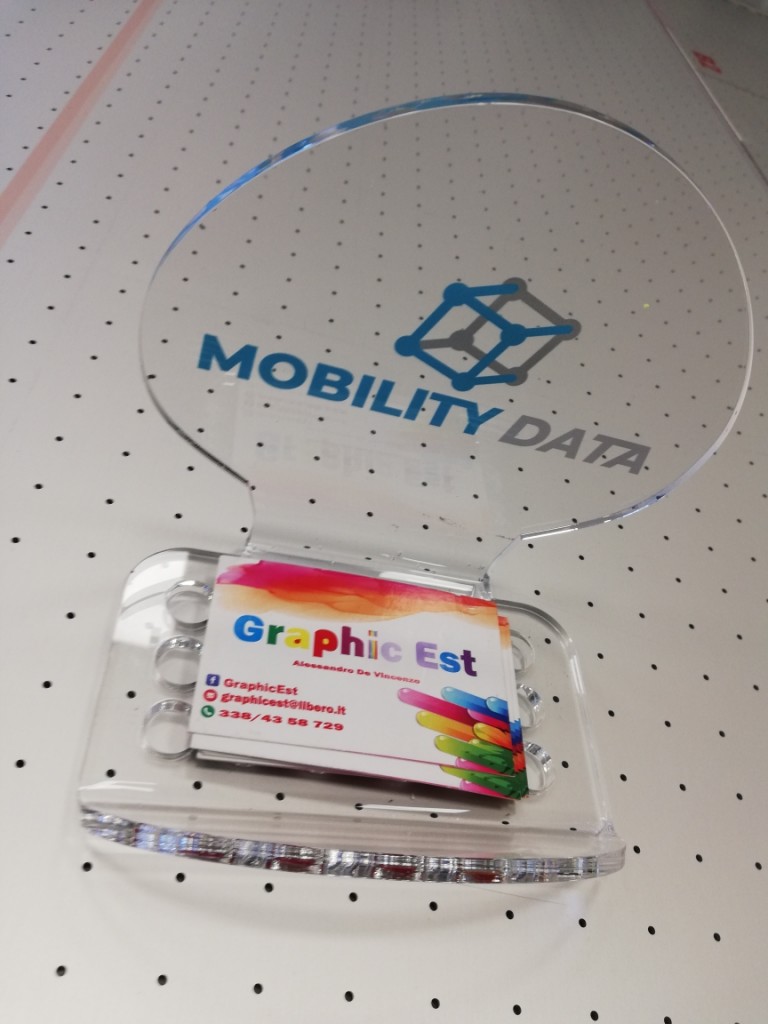 MOBILITY DATA
Graphic Est
Alessandro De Vincenzo
GraphicEst
graphicest@libero.it
338/43 58 729